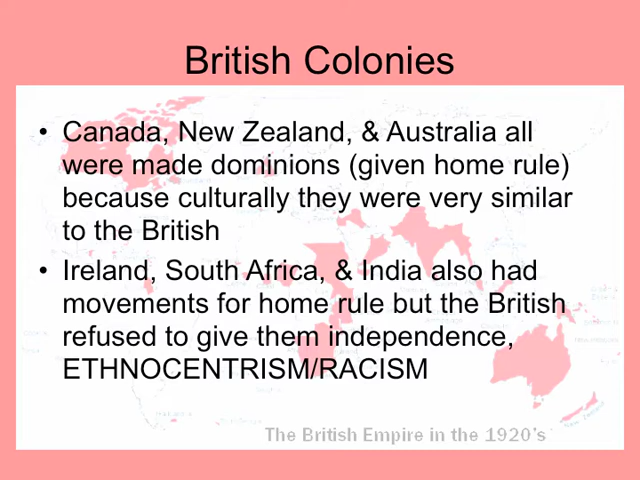 British Colonies
• Canada, New Zealand, & Australia all
were made dominions (given home rule)
because culturally they were very similar
to the British
• Ireland, South Africa, & India also had
movements for home rule but the British
refused to give them independence,
ETHNOCENTRISM/RACISM
The British Empire in the 1920's